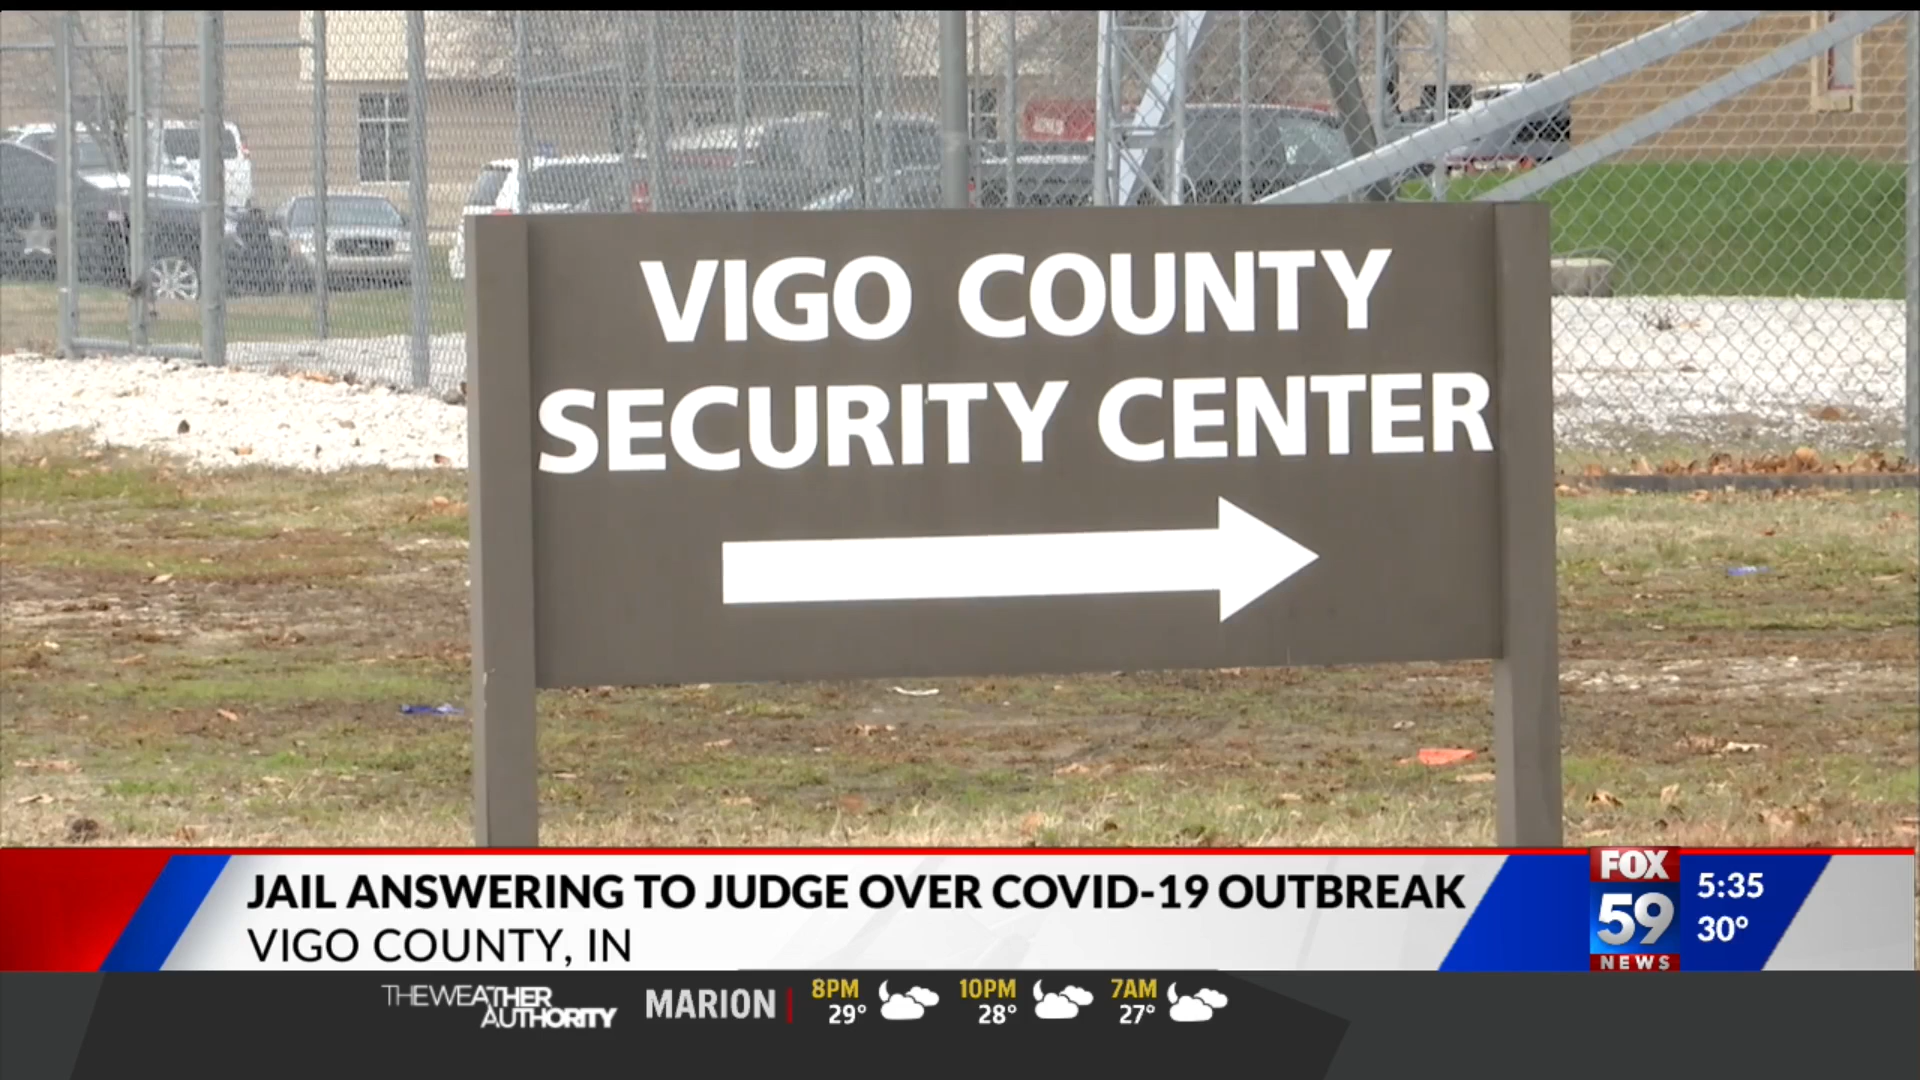 VIGO COUNTY
SECURITY CENTER
JAIL ANSWERING TO JUDGE OVER COVID-19 OUTBREAK
VIGO COUNTY, IN
FOX
59
NEWS
5:35
30°
THE WEATHER
AUTHORITY
MARION
8PM
29°
10PM
28°
7AM
27°